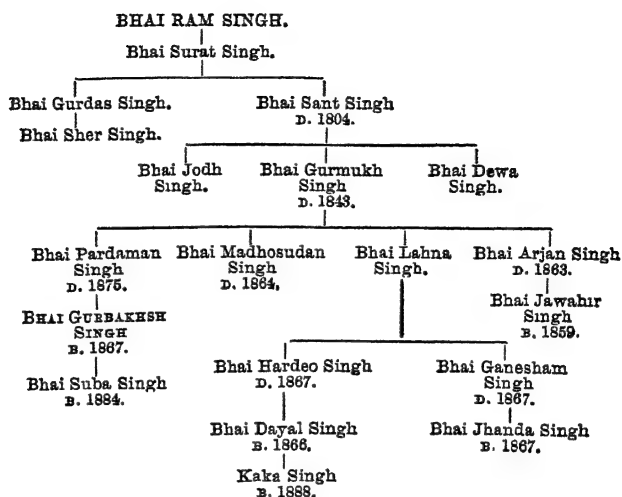 BHAI RAM SINGH.
Bhai Surat Singh.
Bhai Gurdas Singh.
Bhai Sher Singh.
Bhai Sant Singh
D. 1804.
Bhai Jodh
Singh.
Bhai Gurmukh
Singh
D. 1843.
Bhai Dewa
Singh.
Bhai Pardaman
Singh
D. 1875.
BHAI GURBAKHSH
SINGH
B. 1867.
Bhai Suba Singh
B. 1884.
Bhai Madhosudan
Singh
D. 1864.
Bhai Lahna
Singh.
Bhai Arjan Singh
D. 1863.
Bhai Jawahir
Singh
B. 1859.
Bhai Hardeo Singh
D. 1867.
Bhai Dayal Singh
B. 1866.
Kaka Singh
B. 1888.
Bhai Ganesham
Singh
D. 1867.
Bhai Jhanda Singh
B. 1867.